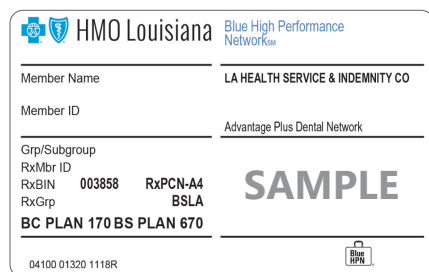 HMO Louisiana
Blue High Performance
Network℠
Member Name
Member ID
LA HEALTH SERVICE & INDEMNITY CO
Advantage Plus Dental Network
Grp/Subgroup
RxMbr ID
RxBIN 003858 RxPCN-A4
RxGrp BSLA
BC PLAN 170 BS PLAN 670
SAMPLE
04100 01320 1118R
Blue
HPN